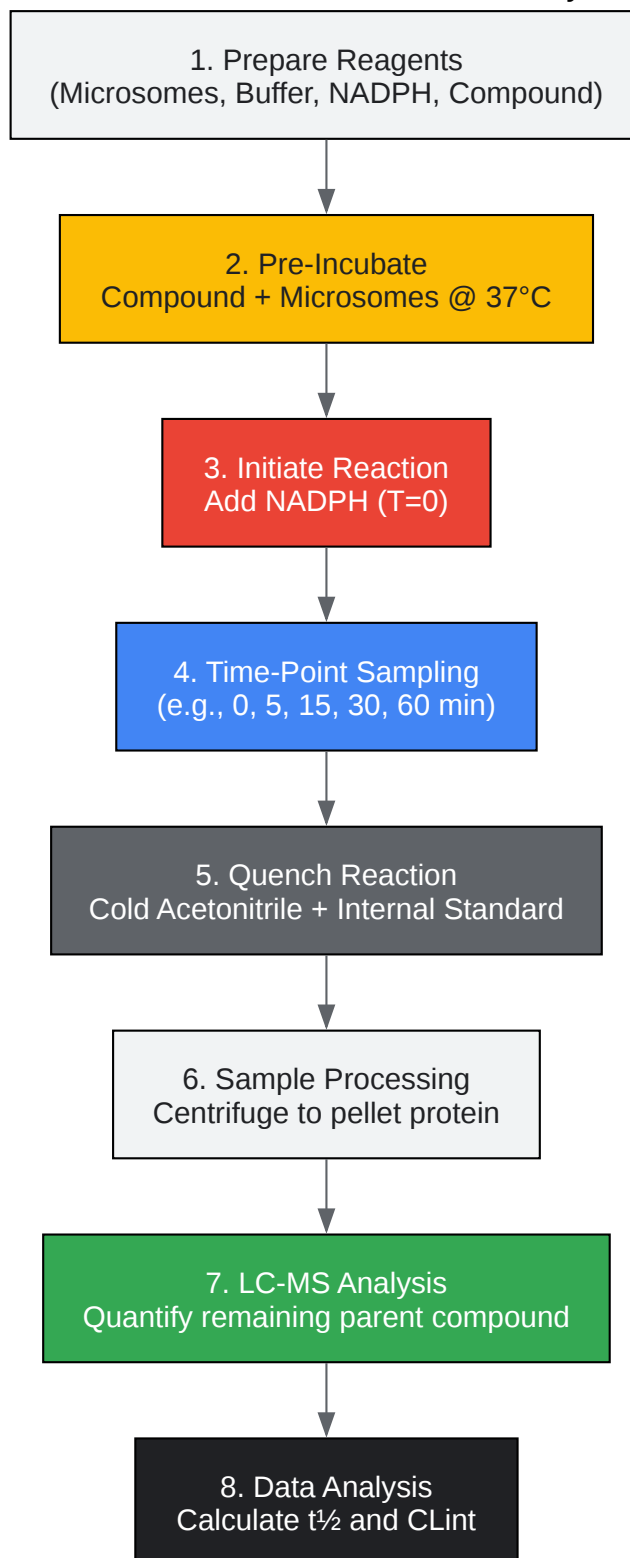 1. Prepare Reagents
(Microsomes, Buffer, NADPH, Compound)
2. Pre-Incubate
Compound + Microsomes @ 37°C
3. Initiate Reaction
Add NADPH (T=0)
4. Time-Point Sampling
(e.g., 0, 5, 15, 30, 60 min)
5. Quench Reaction
Cold Acetonitrile + Internal Standard
6. Sample Processing
Centrifuge to pellet protein
7. LC-MS Analysis
Quantify remaining parent compound
8. Data Analysis
Calculate t½ and CLint